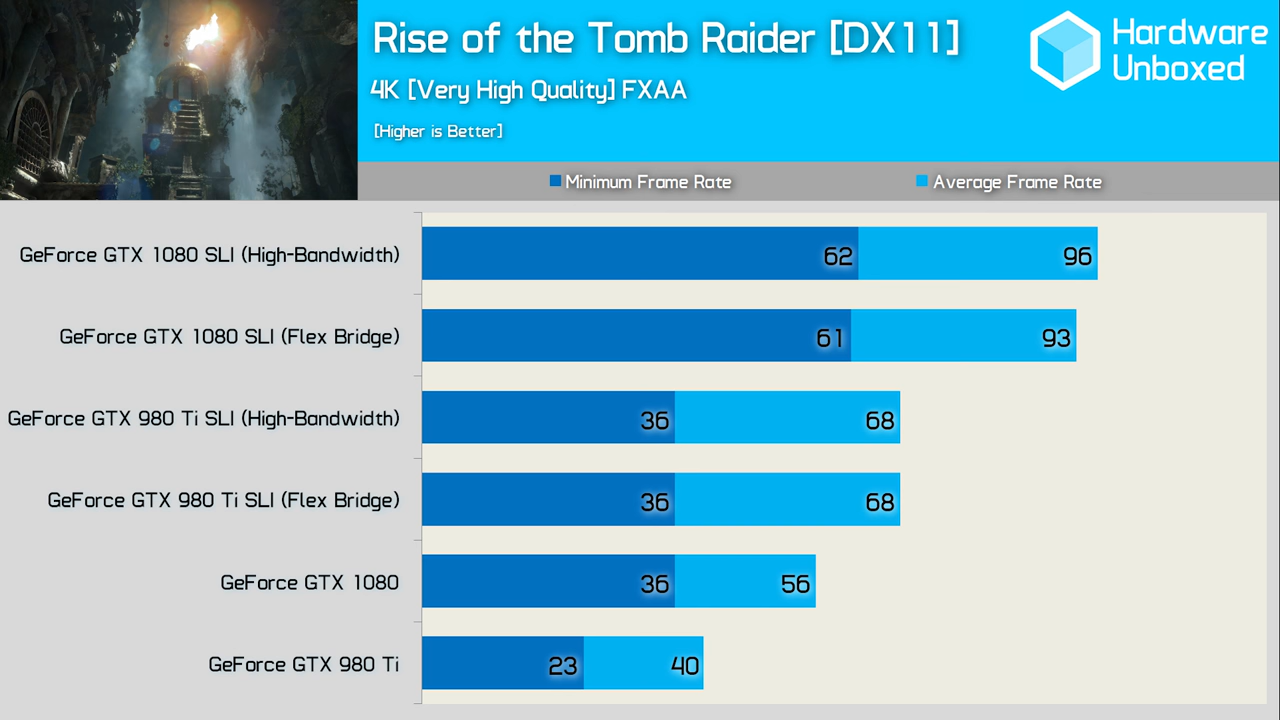 Rise of the Tomb Raider [DX11]
Hardware
Unboxed
4K [Very High Quality] FXAA
[Higher is Better]
Minimum Frame Rate
Average Frame Rate
GeForce GTX 1080 SLI (High-Bandwidth) 62 96
GeForce GTX 1080 SLI (Flex Bridge) 61 93
GeForce GTX 980 Ti SLI (High-Bandwidth) 36 68
GeForce GTX 980 Ti SLI (Flex Bridge) 36 68
GeForce GTX 1080 36 56
GeForce GTX 980 Ti 23 40